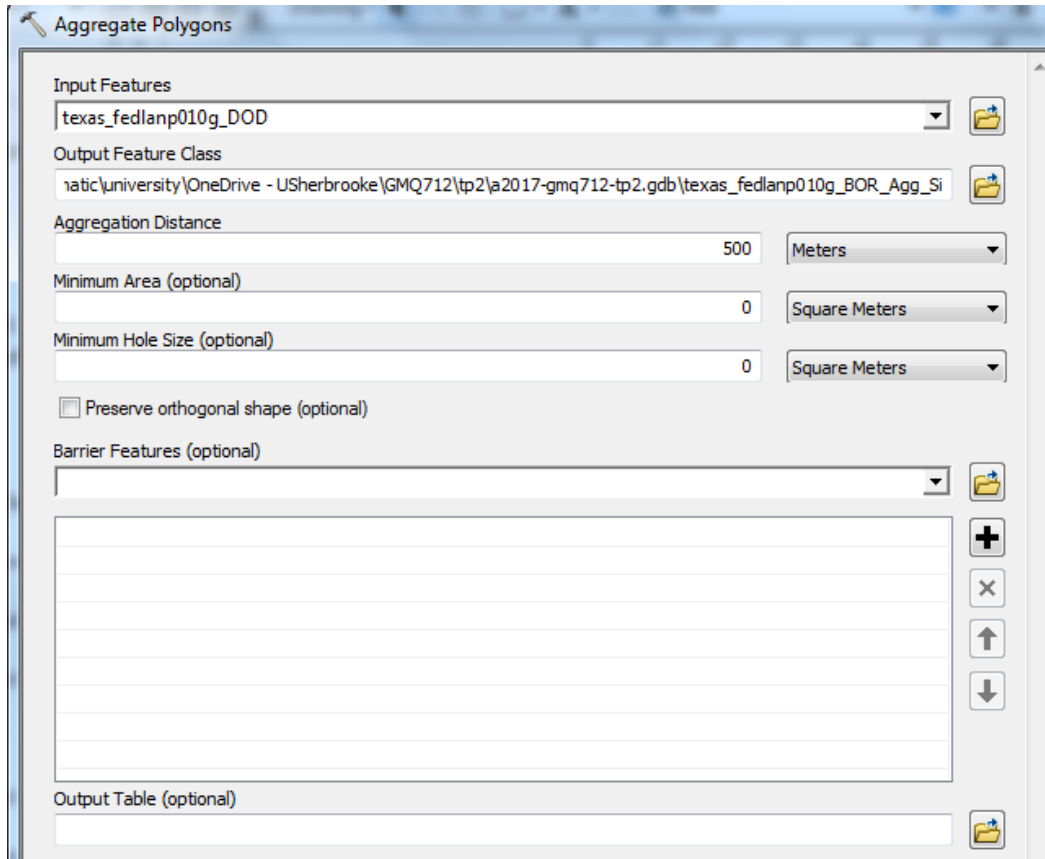 Aggregate Polygons
Input Features
texas_fedlanp010g_DOD
Output Feature Class
natic\university\OneDrive - USherbrooke\GMQ712\tp2\a2017-gmq712-tp2.gdb\texas_fedlanp010g_BOR_Agg_Si
Aggregation Distance
500 Meters
Minimum Area (optional)
0 Square Meters
Minimum Hole Size (optional)
0 Square Meters
Preserve orthogonal shape (optional)
Barrier Features (optional)
Output Table (optional)